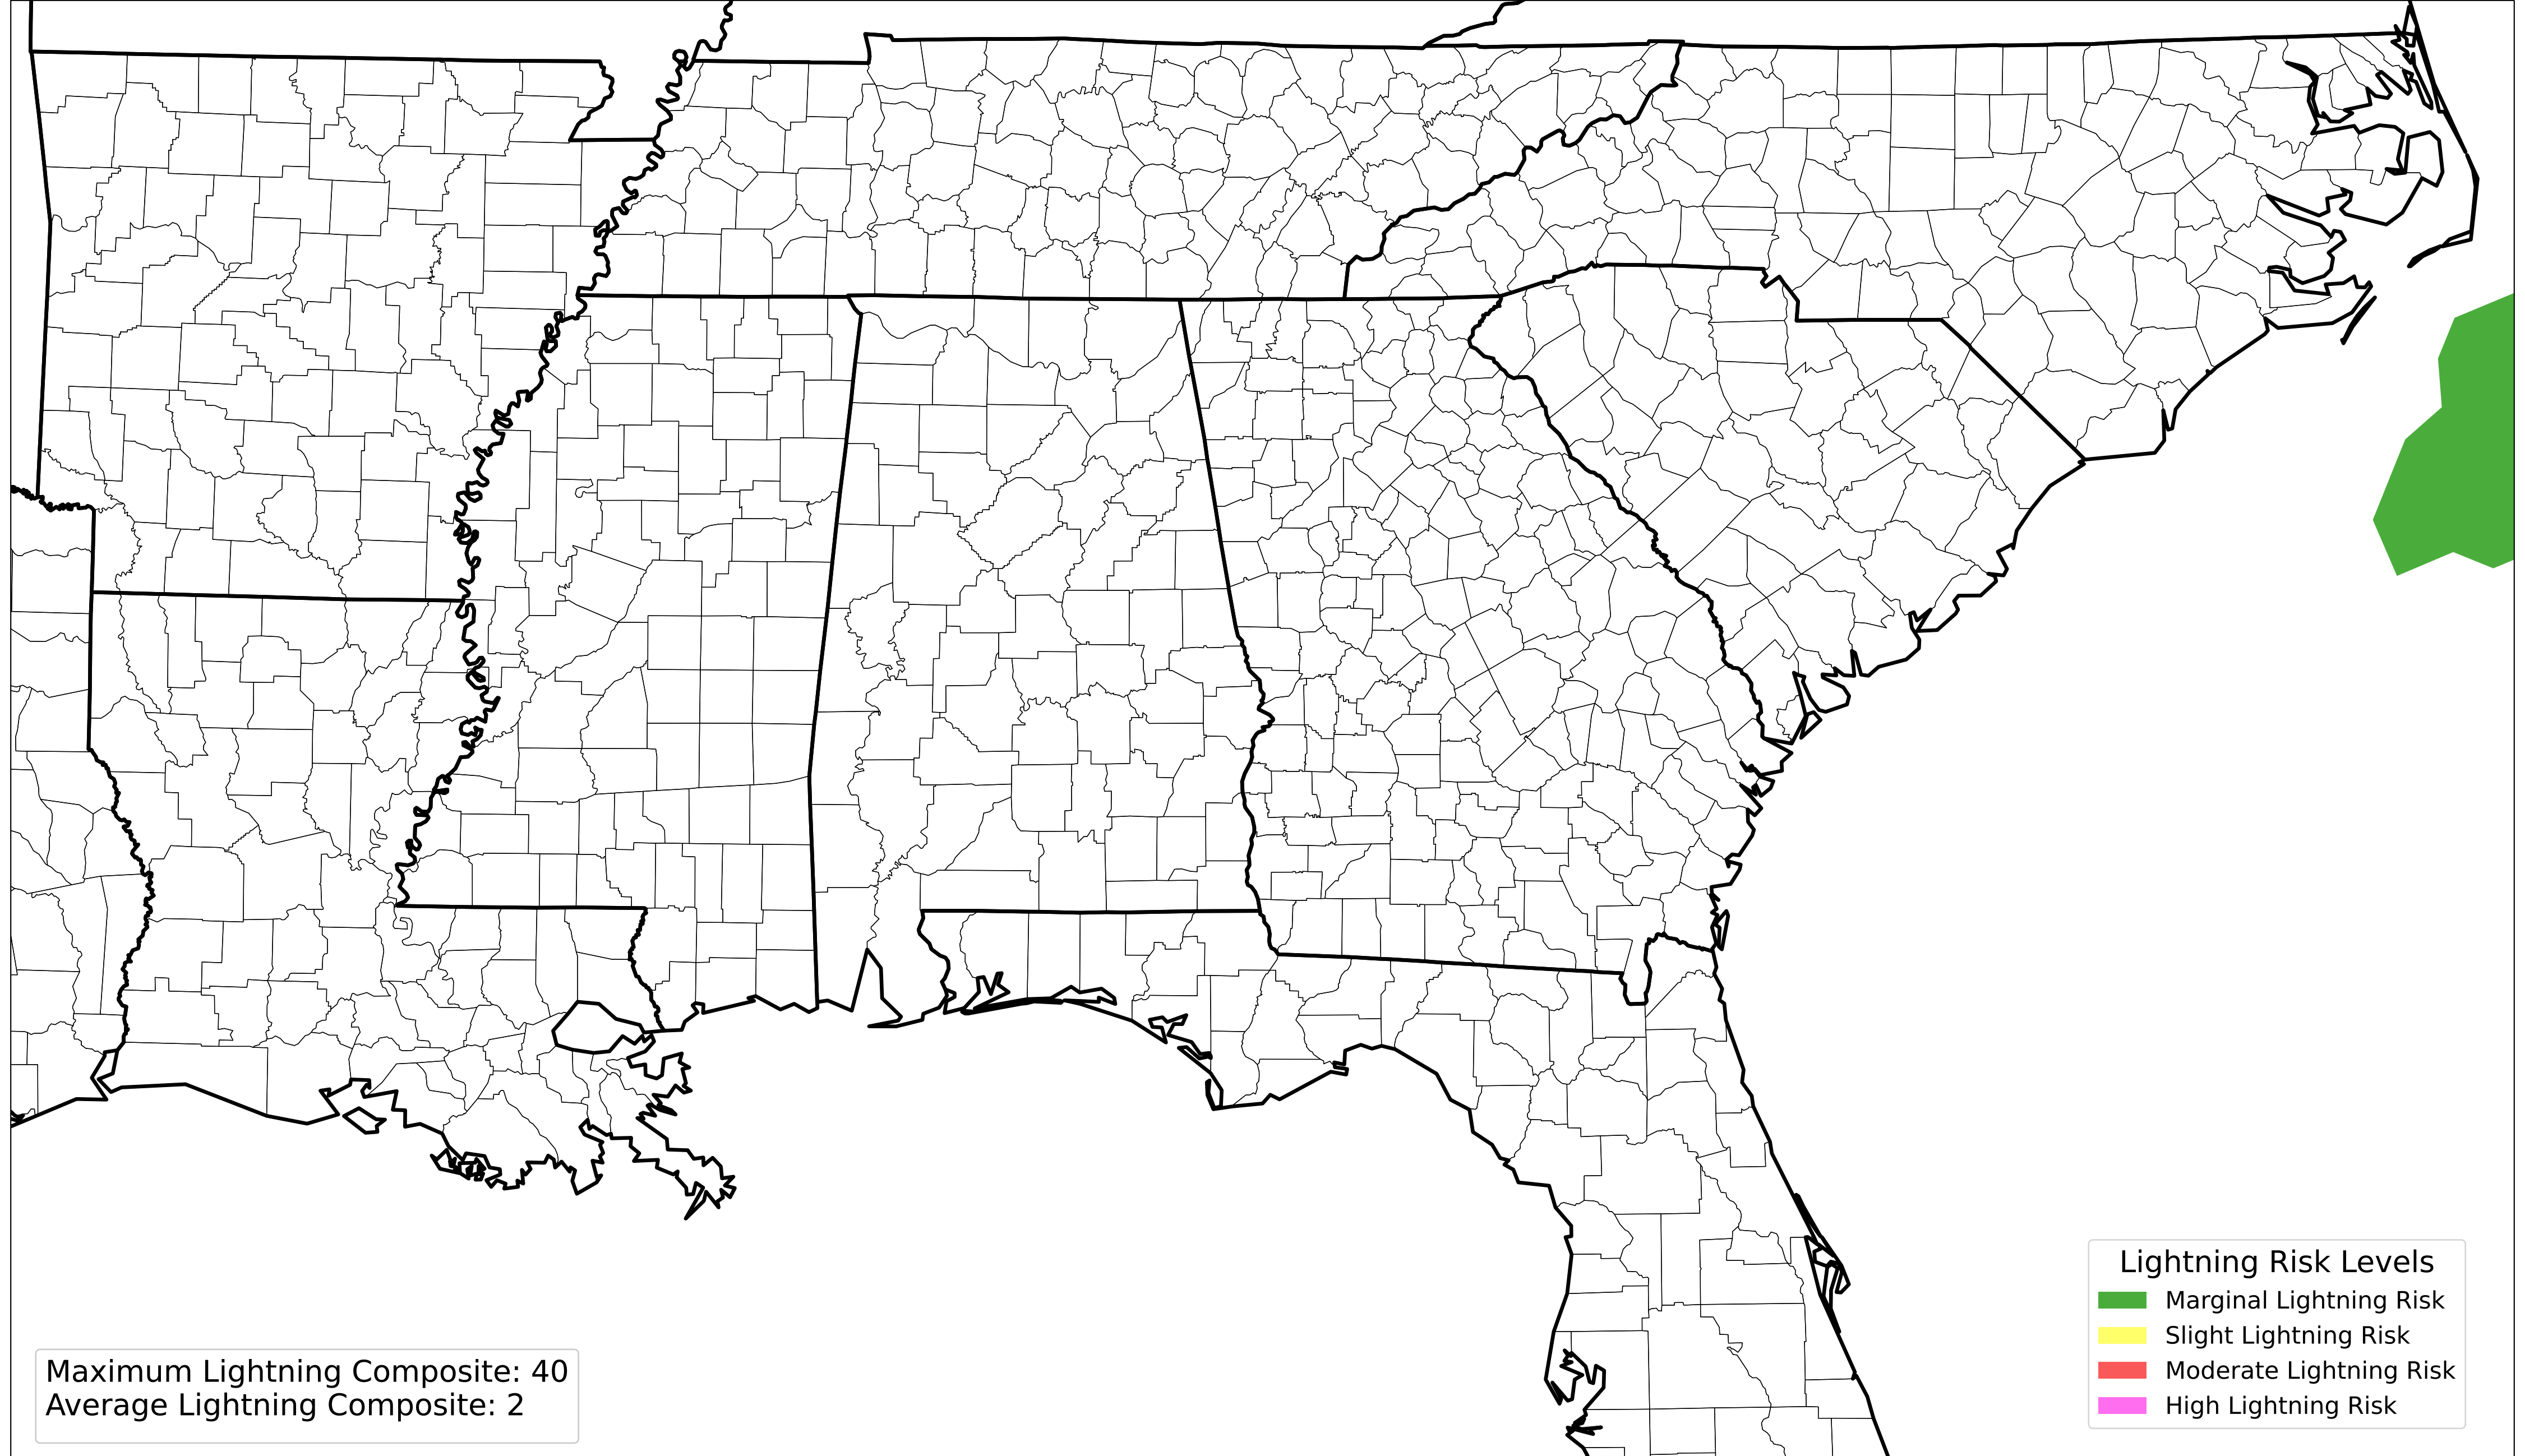 Lightning Risk Levels
Marginal Lightning Risk
Slight Lightning Risk
Moderate Lightning Risk
High Lightning Risk
Maximum Lightning Composite: 40
Average Lightning Composite: 2